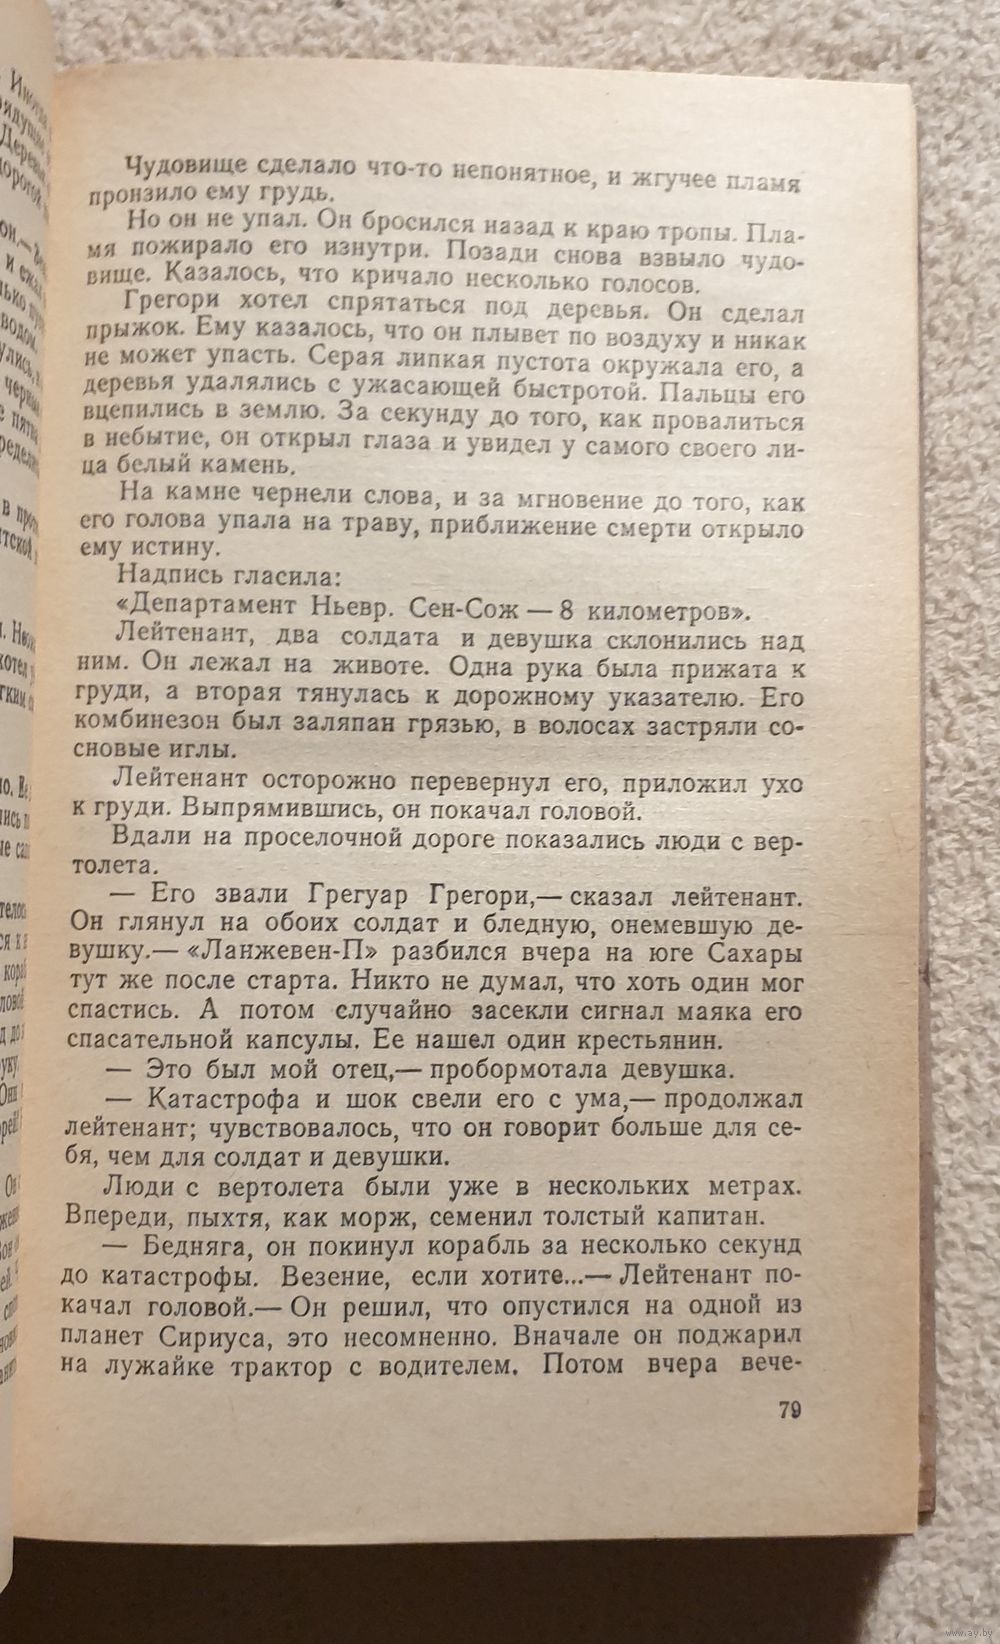 Чудовище сделало что-то непонятное, и жгучее пламя
пронзило ему грудь.
Но он не упал. Он бросился назад к краю тропы. Пла-
мя пожирало его изнутри. Позади снова взвыло чудо-
вище. Казалось, что кричало несколько голосов.
Грегори хотел спрятаться под деревья. Он сделал
прыжок. Ему казалось, что он плывет по воздуху и никак
не может упасть. Серая липкая пустота окружала его, а
деревья удалялись с ужасающей быстротой. Пальцы его
вцепились в землю. За секунду до того, как провалиться
в небытие, он открыл глаза и увидел у самого своего ли-
ца белый камень.
На камне чернели слова, и за мгновение до того, как
его голова упала на траву, приближение смерти открыло
ему истину.
Надпись гласила:
«Департамент Ньевр. Сен-Сож — 8 километров».
Лейтенант, два солдата и девушка склонились над
ним. Он лежал на животе. Одна рука была прижата к
груди, а вторая тянулась к дорожному указателю. Его
комбинезон был заляпан грязью, в волосах застряли со-
сновые иглы.
Лейтенант осторожно перевернул его, приложил ухо
к груди. Выпрямившись, он покачал головой.
Вдали на проселочной дороге показались люди с вер-
толета.
— Его звали Грегуар Грегори,— сказал лейтенант.
Он глянул на обоих солдат и бледную, онемевшую де-
вушку.— «Ланжевен-П» разбился вчера на юге Сахары
тут же после старта. Никто не думал, что хоть один мог
спастись. А потом случайно засекли сигнал маяка его
спасательной капсулы. Ее нашел один крестьянин.
— Это был мой отец,— пробормотала девушка.
— Катастрофа и шок свели его с ума,— продолжал
лейтенант; чувствовалось, что он говорит больше для се-
бя, чем для солдат и девушки.
Люди с вертолета были уже в нескольких метрах.
Впереди, пыхтя, как морж, семенил толстый капитан.
— Бедняга, он покинул корабль за несколько секунд
до катастрофы. Везение, если хотите...— Лейтенант по-
качал головой.— Он решил, что опустился на одной из
планет Сириуса, это несомненно. Вначале он поджарил
на лужайке трактор с водителем. Потом вчера вече-
79
www.ay.by